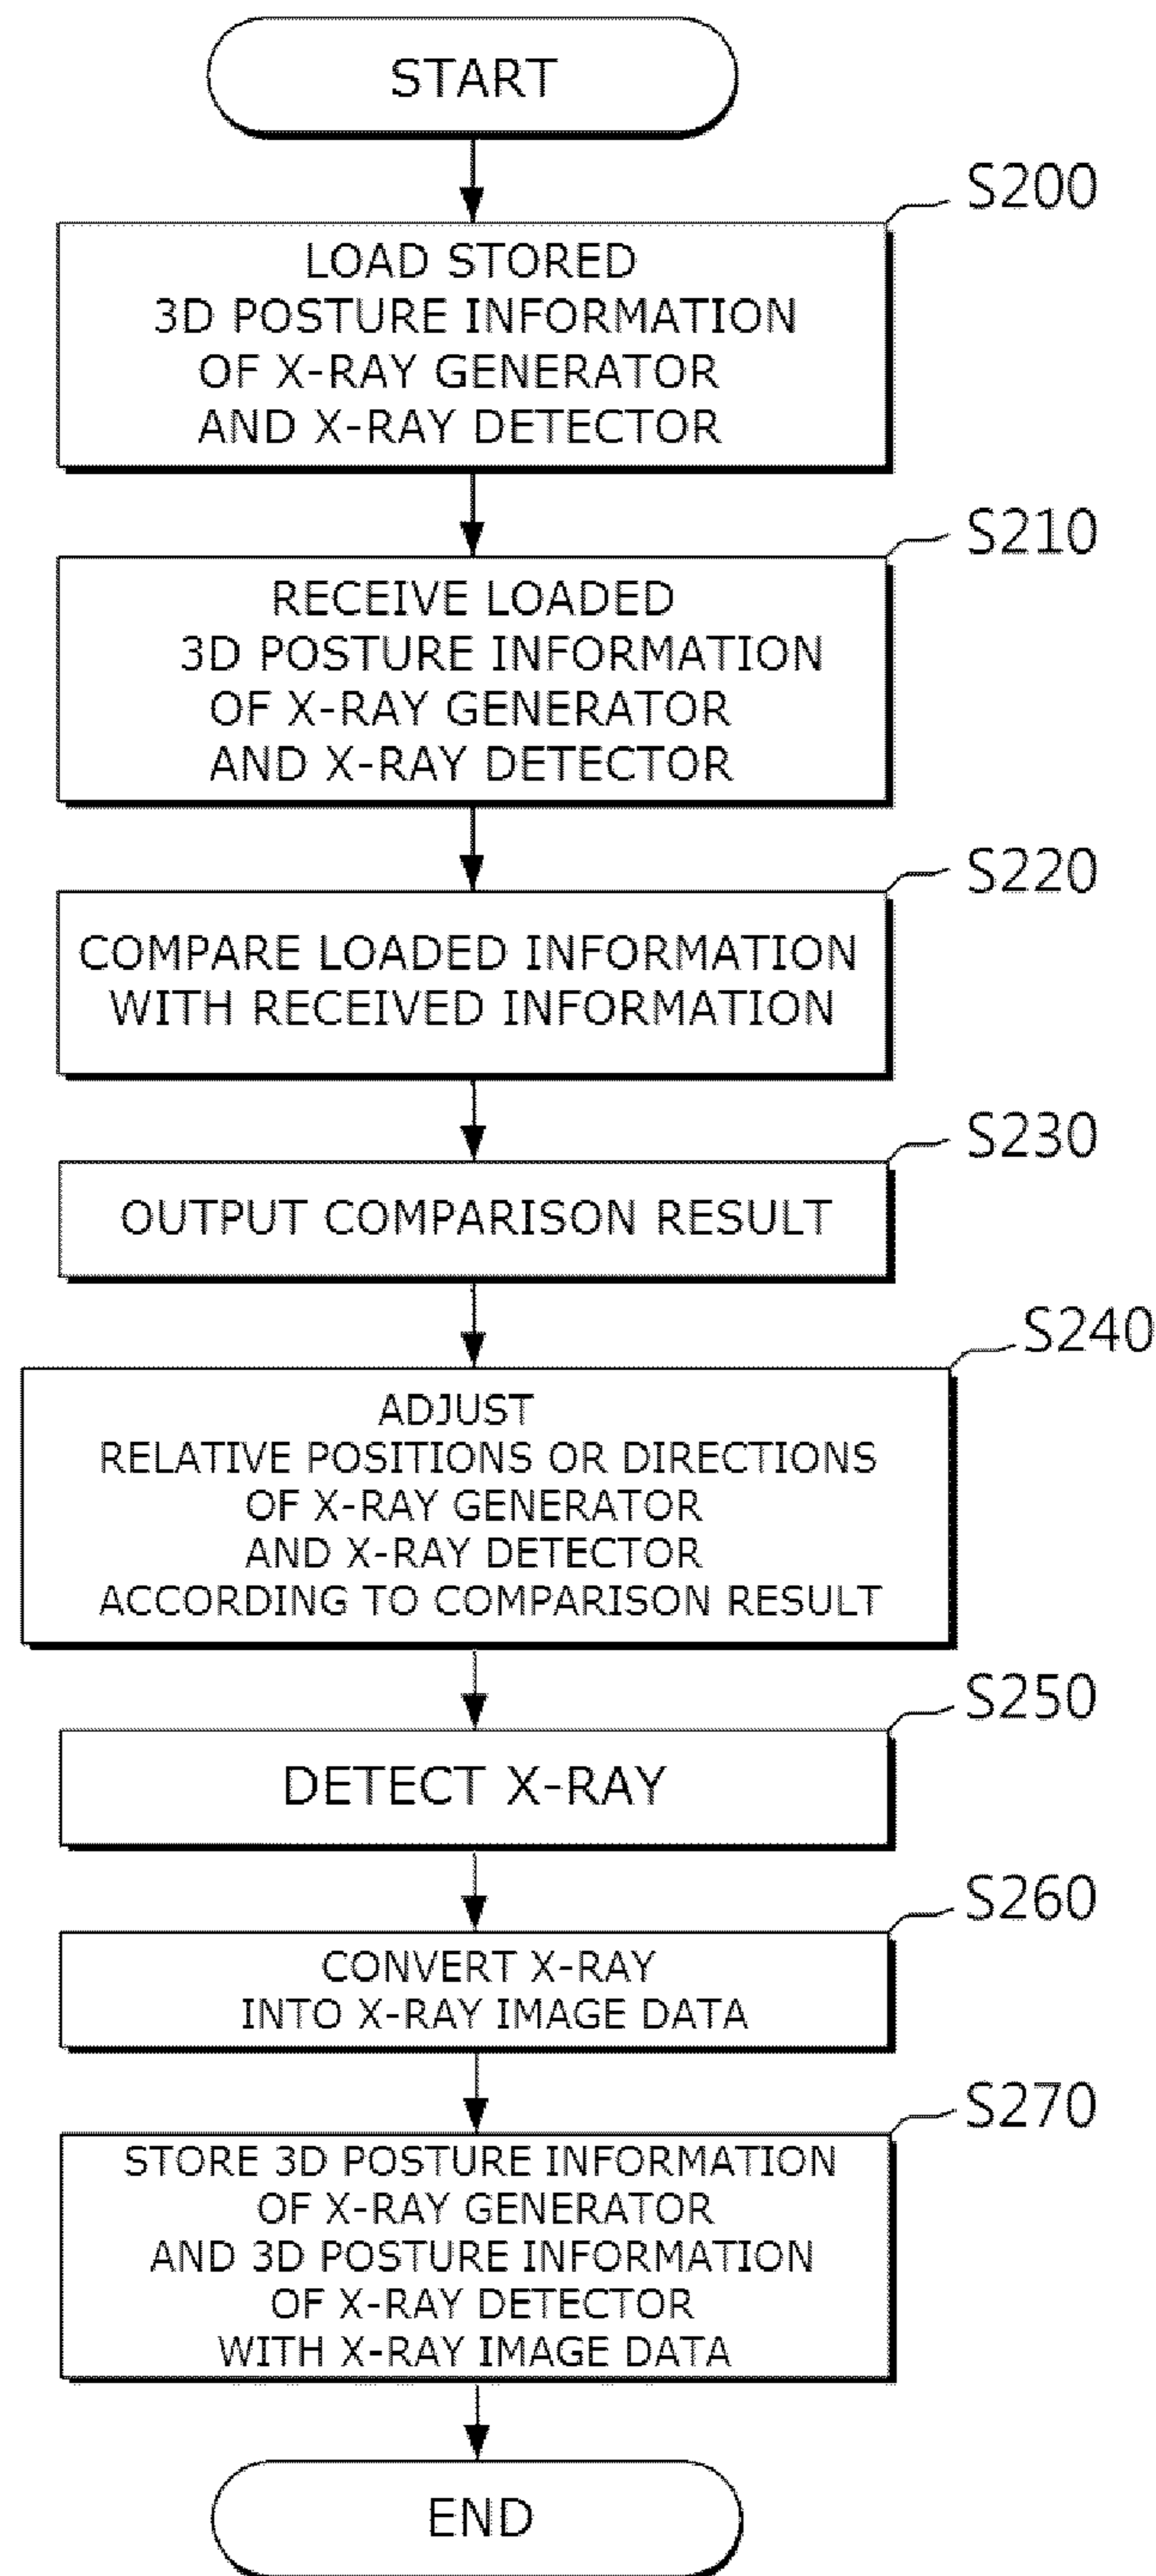 START
S200
LOAD STORED
3D POSTURE INFORMATION
OF X-RAY GENERATOR
AND X-RAY DETECTOR
S210
RECEIVE LOADED
3D POSTURE INFORMATION
OF X-RAY GENERATOR
AND X-RAY DETECTOR
S220
COMPARE LOADED INFORMATION
WITH RECEIVED INFORMATION
S230
OUTPUT COMPARISON RESULT
S240
ADJUST
RELATIVE POSITIONS OR DIRECTIONS
OF X-RAY GENERATOR
AND X-RAY DETECTOR
ACCORDING TO COMPARISON RESULT
S250
DETECT X-RAY
S260
CONVERT X-RAY
INTO X-RAY IMAGE DATA
S270
STORE 3D POSTURE INFORMATION
OF X-RAY GENERATOR
AND 3D POSTURE INFORMATION
OF X-RAY DETECTOR
WITH X-RAY IMAGE DATA
END